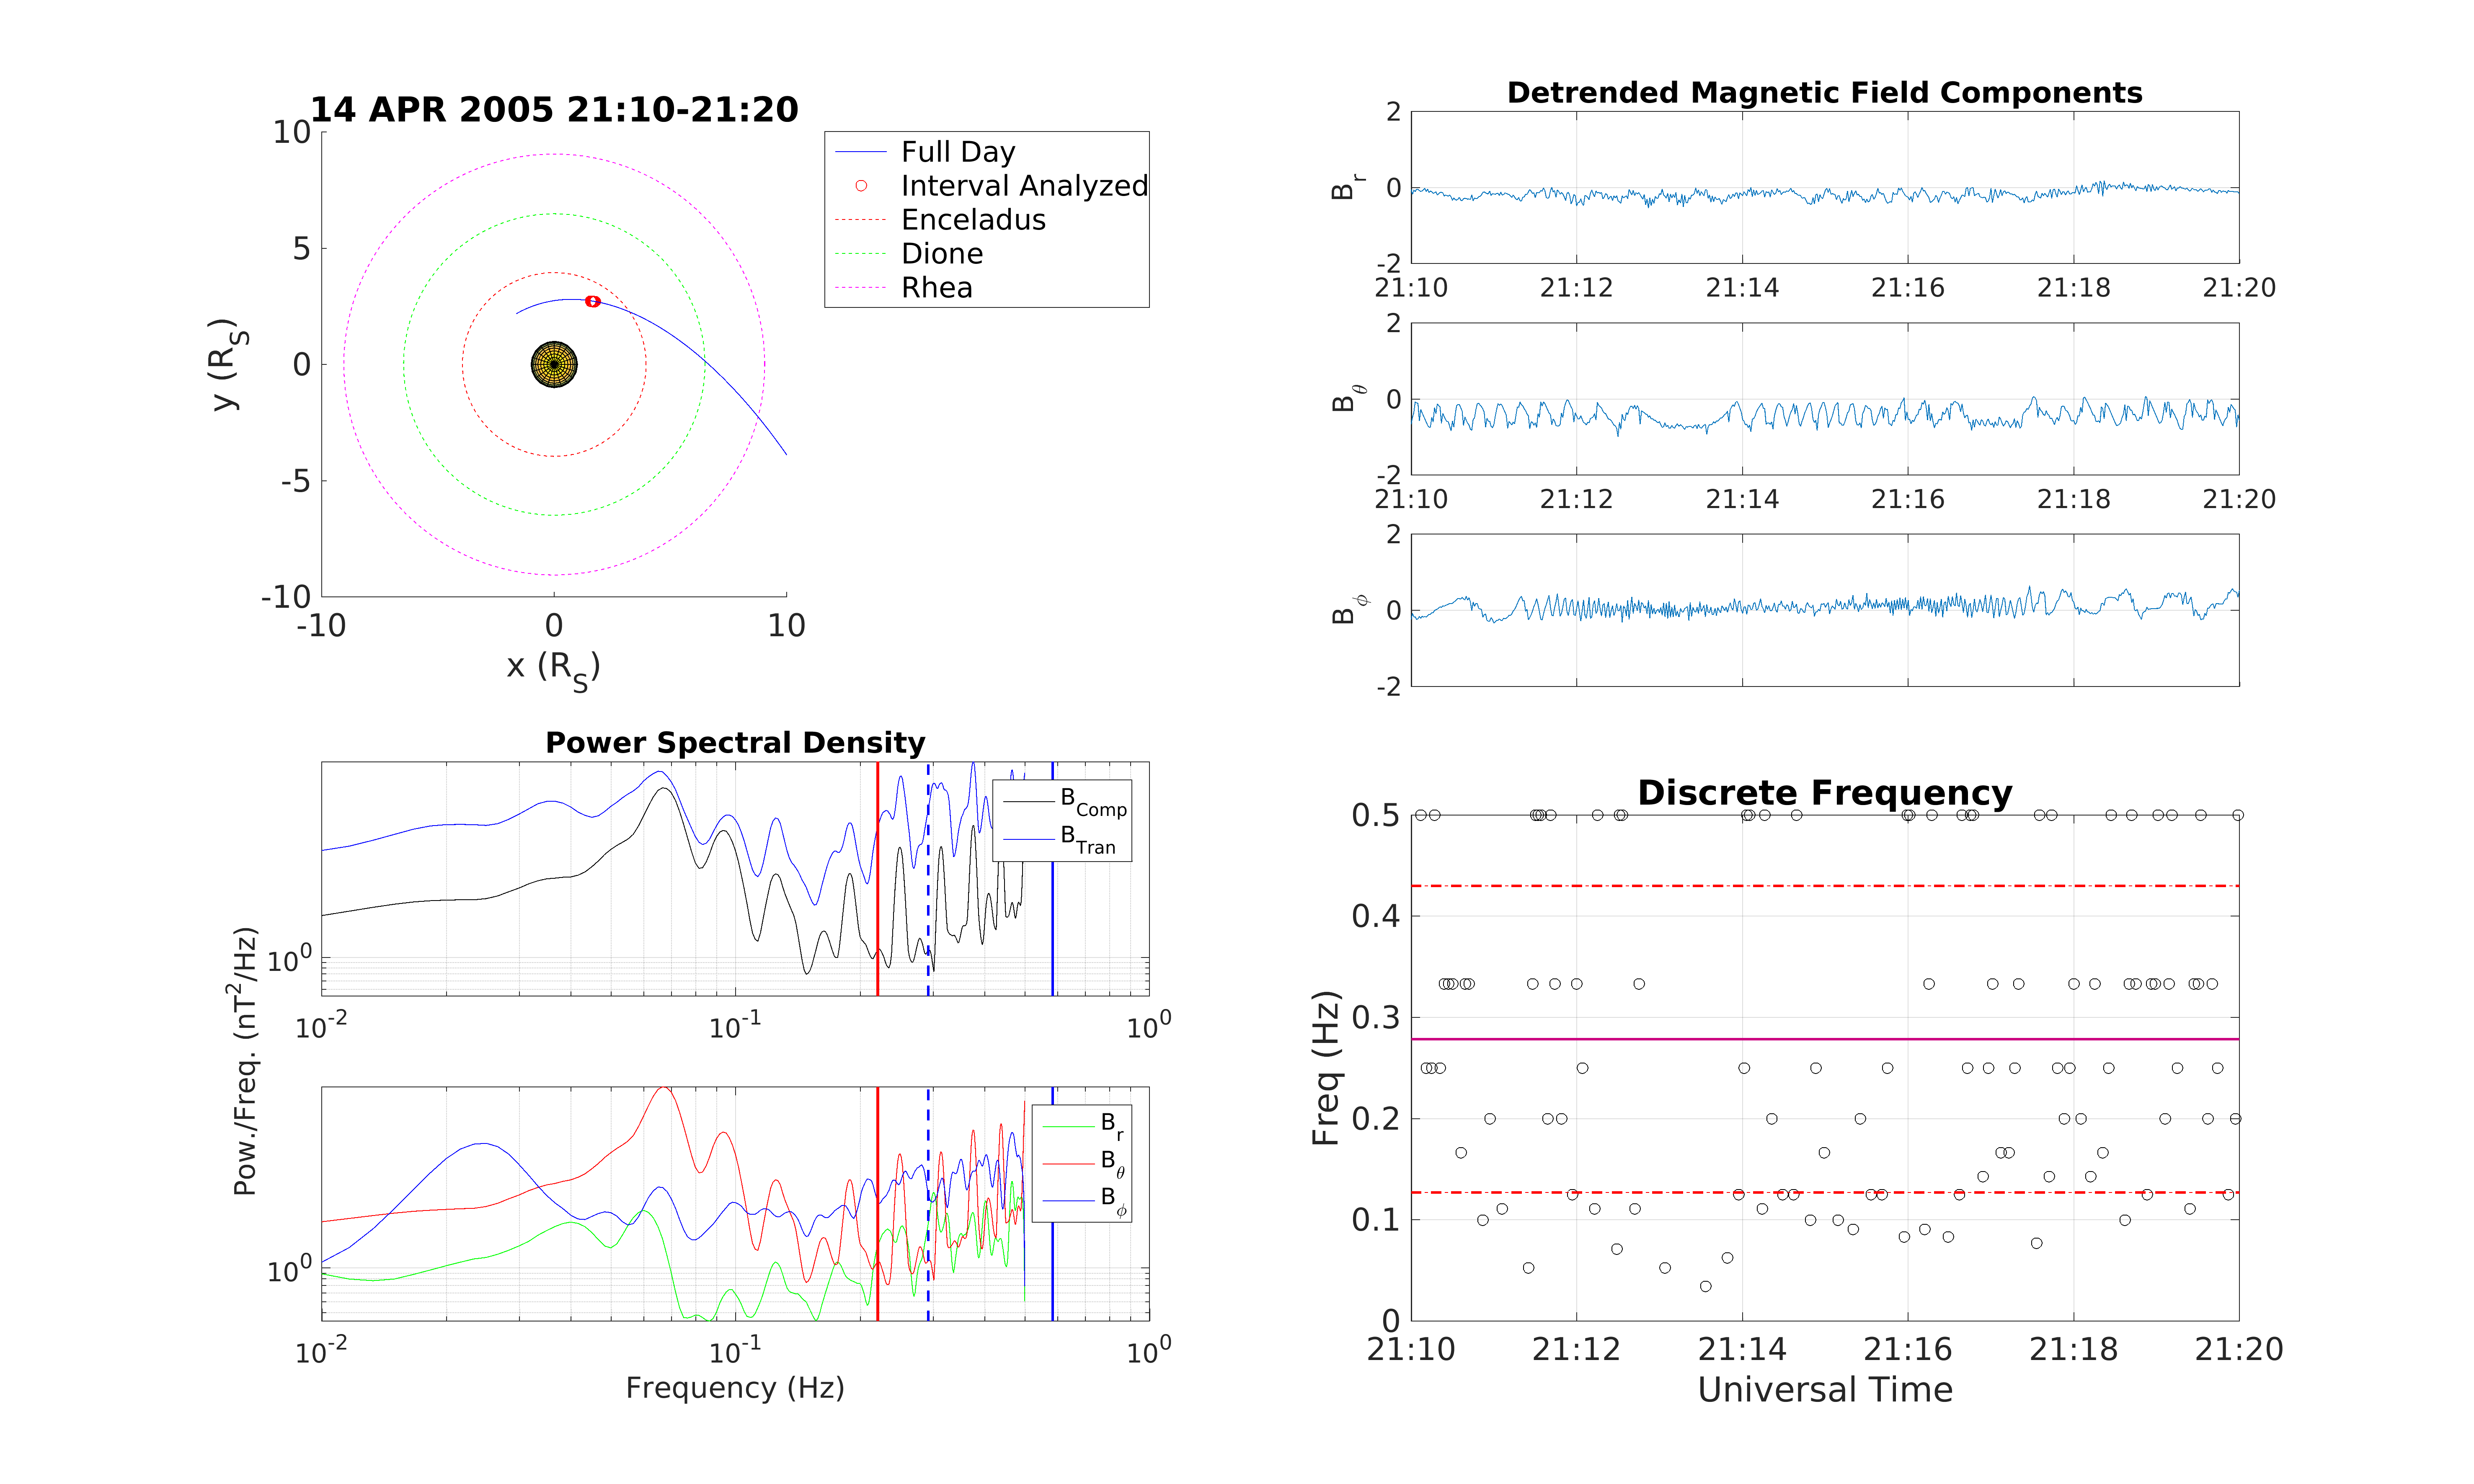 14 APR 2005 21:10-21:20
10
5
0
-5
-10
-10 0 10
y (R_S)
x (R_S)
Full Day
Interval Analyzed
Enceladus
Dione
Rhea
Detrended Magnetic Field Components
B_r
2
0
-2
21:10 21:12 21:14 21:16 21:18 21:20
B_θ
2
0
-2
21:10 21:12 21:14 21:16 21:18 21:20
B_ϕ
2
0
-2
Power Spectral Density
Pow./Freq. (nT^2/Hz)
10^0
10^-2 10^-1 10^0
B_Comp
B_Tran
10^0
10^-2 10^-1 10^0
B_r
B_θ
B_ϕ
Frequency (Hz)
Discrete Frequency
Freq (Hz)
0.5
0.4
0.3
0.2
0.1
0
21:10 21:12 21:14 21:16 21:18 21:20
Universal Time